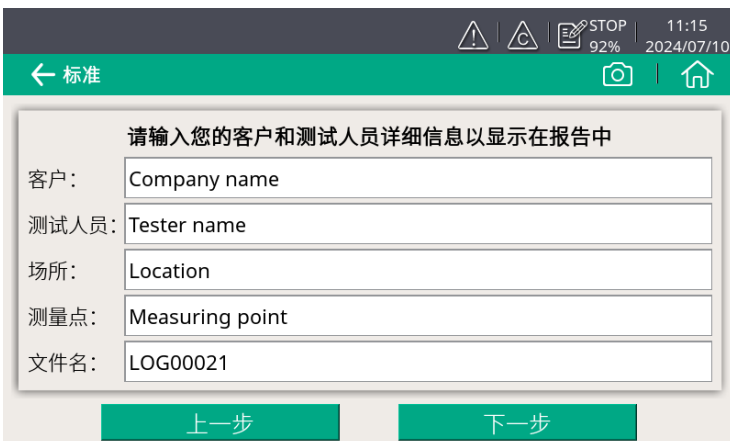 STOP 11:15
92% 2024/07/10
标准
请输入您的客户和测试人员详细信息以显示在报告中
客户： Company name
测试人员： Tester name
场所： Location
测量点： Measuring point
文件名： LOG00021
上一步 下一步